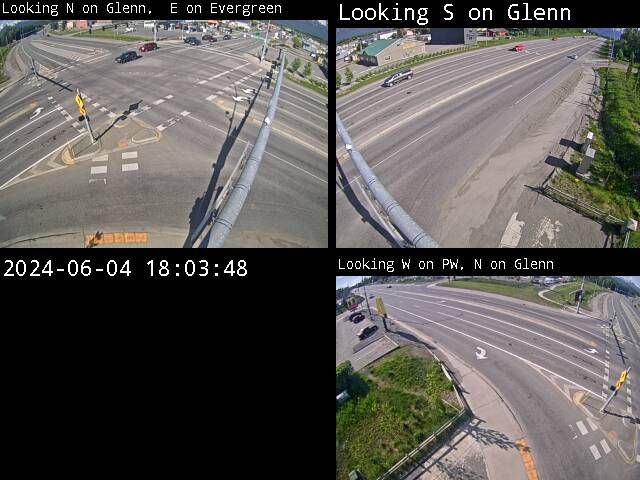 Looking N on Glenn,  E on Evergreen
Looking S on Glenn
2024-06-04 18:03:48
Looking W on PW, N on Glenn